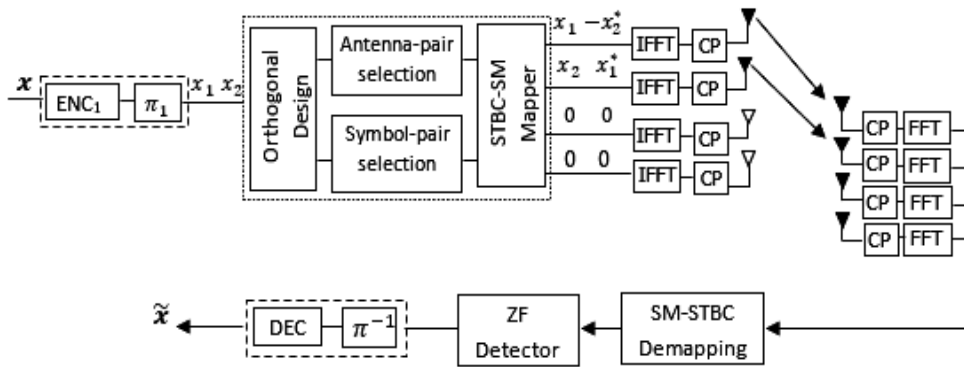 x
ENC₁
π₁
x₁ x₂
Orthogonal Design
Antenna-pair
selection
Symbol-pair
selection
STBC-SM Mapper
x₁ −x₂*
x₂ x₁*
0 0
0 0
IFFT CP
IFFT CP
IFFT CP
IFFT CP
CP FFT
CP FFT
CP FFT
CP FFT
x̃
DEC
π⁻¹
ZF
Detector
SM-STBC
Demapping